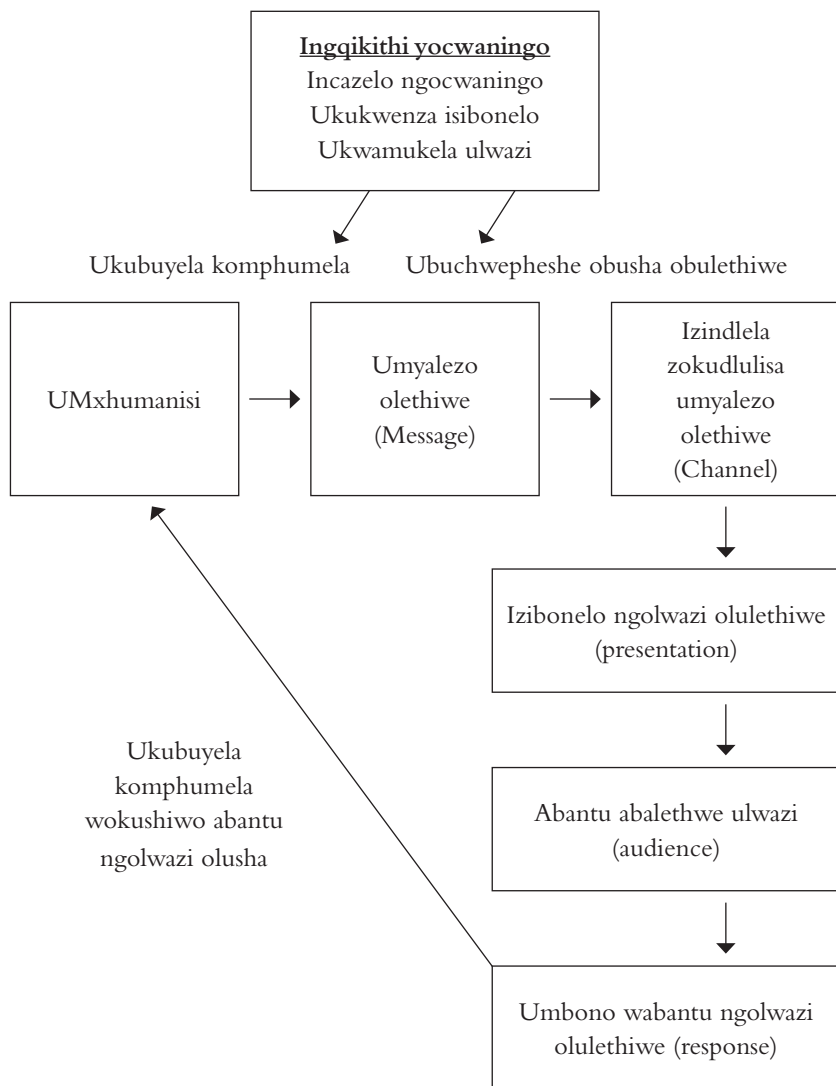 Ingqikithi yocwaningo
Incazelo ngocwaningo
Ukukwenza isibonelo
Ukwamukela ulwazi
Ukubuyela komphumela
Ubuchwepheshe obusha obulethiwe
UMxhumanisi
Umyalezo
olethiwe
(Message)
Izindlela
zokudlulisa
umyalezo
olethiwe
(Channel)
Izibonelo ngolwazi olulethiwe
(presentation)
Abantu abalethwe ulwazi
(audience)
Umbono wabantu ngolwazi
olulethiwe (response)
Ukubuyela
komphumela
wokushiwo abantu
ngolwazi olusha